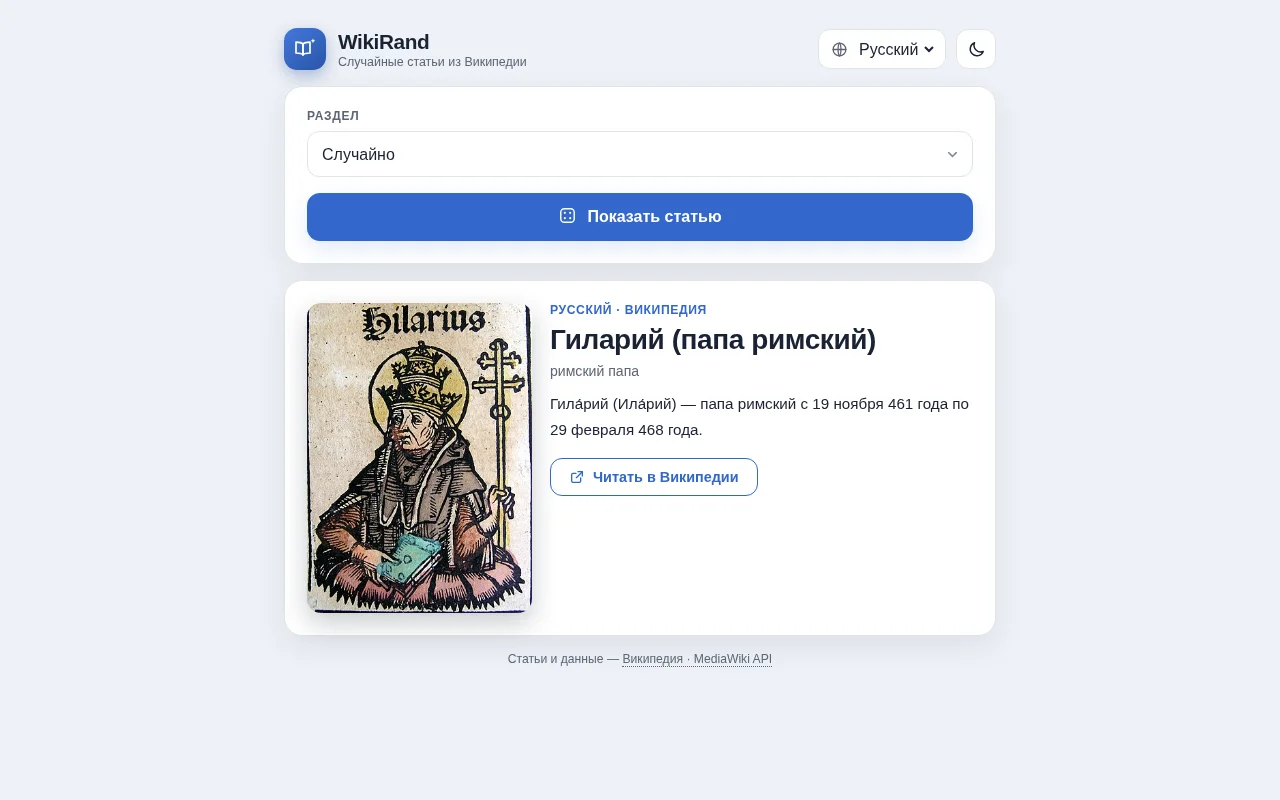 WikiRand
Случайные статьи из Википедии
Русский
РАЗДЕЛ
Случайно
Показать статью
hilarius
РУССКИЙ · ВИКИПЕДИЯ
Гиларий (папа римский)
римский папа
Гила́рий (Ила́рий) — папа римский с 19 ноября 461 года по
29 февраля 468 года.
Читать в Википедии
Статьи и данные — Википедия · MediaWiki API